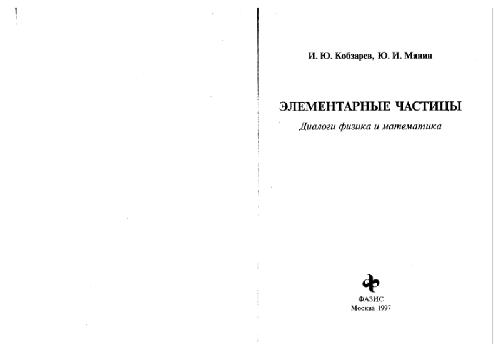 И. Ю. Кобзарев, Ю. И. Манин
ЭЛЕМЕНТАРНЫЕ ЧАСТИЦЫ
Диалоги физика и математика
ФАЗИС
Москва 1997